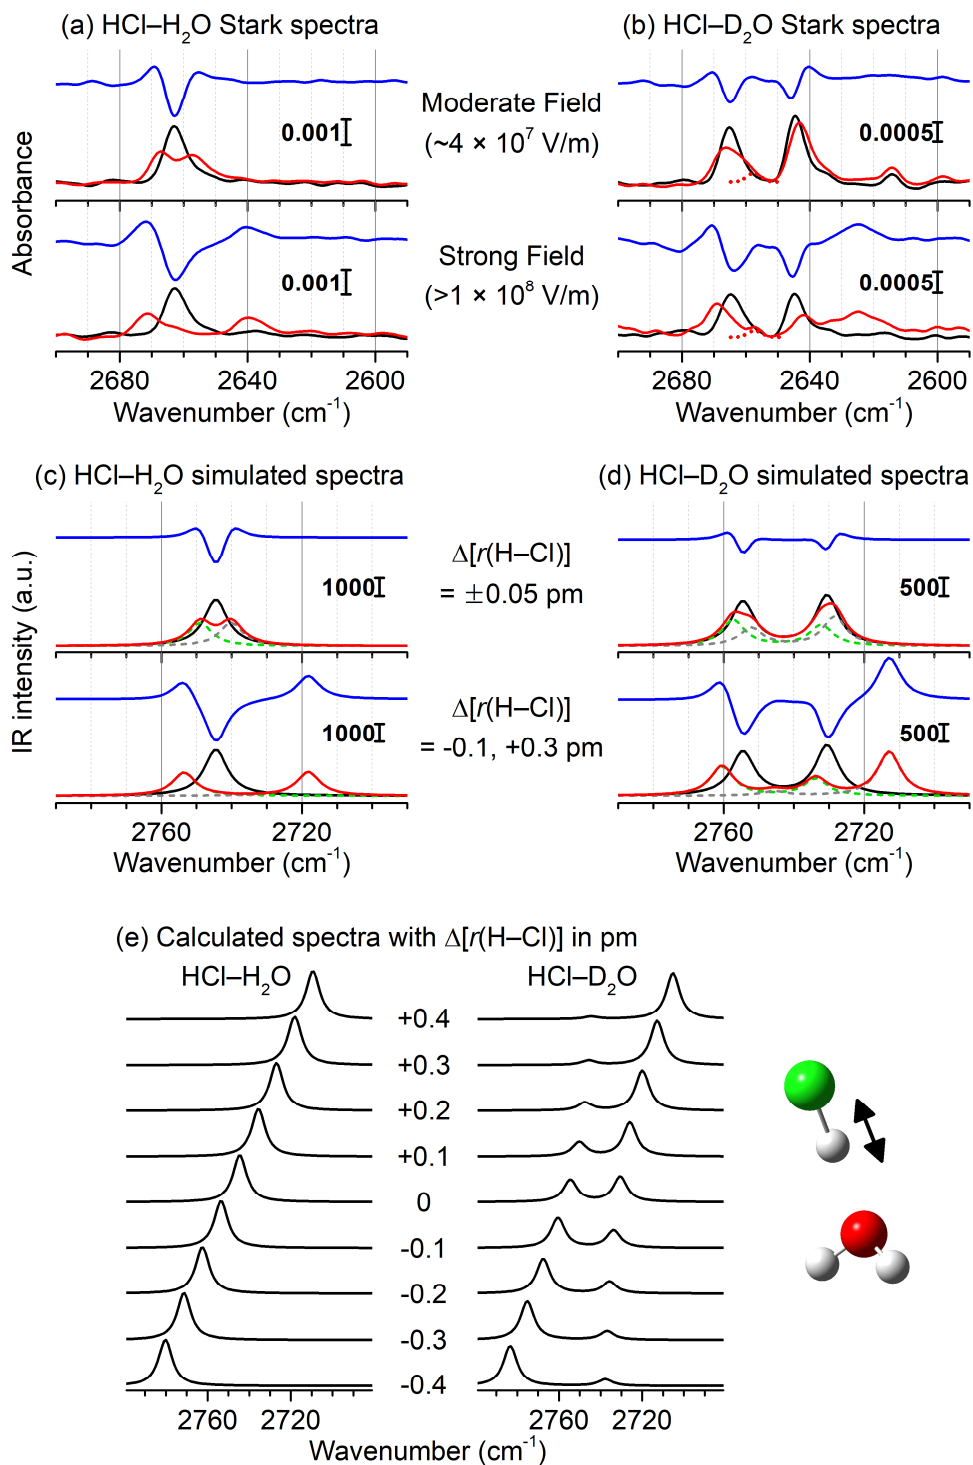 (a) HCl–H₂O Stark spectra
(b) HCl–D₂O Stark spectra
Absorbance
0.001
Moderate Field
(~4 × 10⁷ V/m)
0.0005
0.001
Strong Field
(>1 × 10⁸ V/m)
0.0005
2680 2640 2600
2680 2640 2600
Wavenumber (cm⁻¹)
Wavenumber (cm⁻¹)
(c) HCl–H₂O simulated spectra
(d) HCl–D₂O simulated spectra
IR intensity (a.u.)
1000
Δ[r(H–Cl)]
= ±0.05 pm
500
1000
Δ[r(H–Cl)]
= -0.1, +0.3 pm
500
2760 2720
2760 2720
Wavenumber (cm⁻¹)
Wavenumber (cm⁻¹)
(e) Calculated spectra with Δ[r(H–Cl)] in pm
HCl–H₂O HCl–D₂O
+0.4
+0.3
+0.2
+0.1
0
-0.1
-0.2
-0.3
-0.4
2760 2720 2760 2720
Wavenumber (cm⁻¹)